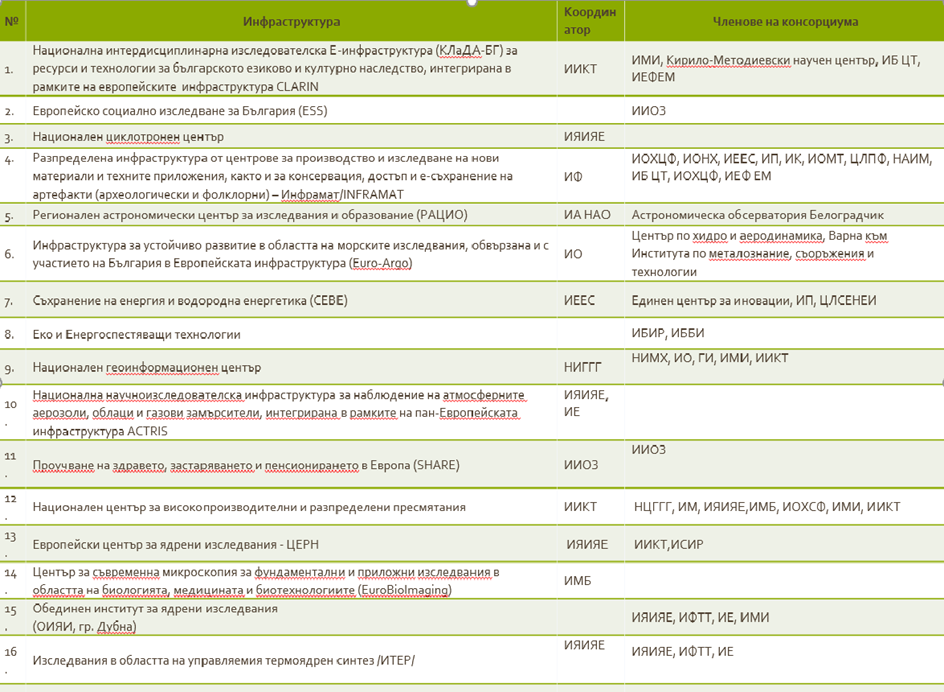 №
Инфраструктура
Координ
атор
Членове на консорциума
1.
Национална интердисциплинарна изследователска Е-инфраструктура (КЛаДА-БГ) за
ресурси и технологии за българското езиково и културно наследство, интегрирана в
рамките на европейските инфраструктура CLARIN
ИИКТ
ИМИ, Кирило-Методиевски научен център, ИБ ЦТ,
ИЕФЕМ
2.
Европейско социално изследване за България (ESS)
ИИОЗ
3.
Национален циклотронен център
ИЯИЯЕ
4.
Разпределена инфраструктура от центрове за производство и изследване на нови
материали и техните приложения, както и за консервация, достъп и е-съхранение на
артефакти (археологически и фолклорни) – Инфрамат/INFRAMAT
ИФ
ИОХЦФ, ИОНХ, ИЕЕС, ИП, ИК, ИОМТ, ЦЛПФ, НАИМ,
ИБ ЦТ, ИОХЦФ, ИЕФ ЕМ
5.
Регионален астрономически център за изследвания и образование (РАЦИО)
ИА НАО
Астрономическа обсерватория Белоградчик
6.
Инфраструктура за устойчиво развитие в областта на морските изследвания, обвързана и с
участието на България в Европейската инфраструктура (Euro-Argo)
ИО
Център по хидро и аеродинамика, Варна към
Института по металознание, съоръжения и
технологии
7.
Съхранение на енергия и водородна енергетика (СЕВЕ)
ИЕЕС
Единен център за иновации, ИП, ЦЛСЕНЕИ
8.
Еко и Енергоспестяващи технологии
ИБИР, ИББИ
9.
Национален геоинформационен център
НИГГГ
НИМХ, ИО, ГИ, ИМИ, ИИКТ
10
.
Национална научноизследователска инфраструктура за наблюдение на атмосферните
аерозоли, облаци и газови замърсители, интегрирана в рамките на пан-Европейската
инфраструктура ACTRIS
ИЯИЯЕ,
ИЕ
11
.
Проучване на здравето, застаряването и пенсионирането в Европа (SHARE)
ИИОЗ
ИИОЗ
12
.
Национален център за високопроизводителни и разпределени пресмятания
ИИКТ
НЦГГГ, ИМ, ИЯИЯЕ,ИМБ, ИОХСФ, ИМИ, ИИКТ
13
.
Европейски център за ядрени изследвания - ЦЕРН
ИЯИЯЕ
ИИКТ,ИСИР
14
.
Център за съвременна микроскопия за фундаментални и приложни изследвания в
областта на биологията, медицината и биотехнологиите (EuroBioImaging)
ИМБ
15
.
Обединен институт за ядрени изследвания
(ОИЯИ, гр. Дубна)
ИЯИЯЕ, ИФТТ, ИЕ, ИМИ
16
.
Изследвания в областта на управляемия термоядрен синтез /ИТЕР/
ИЯИЯЕ
ИЯИЯЕ, ИФТТ, ИЕ